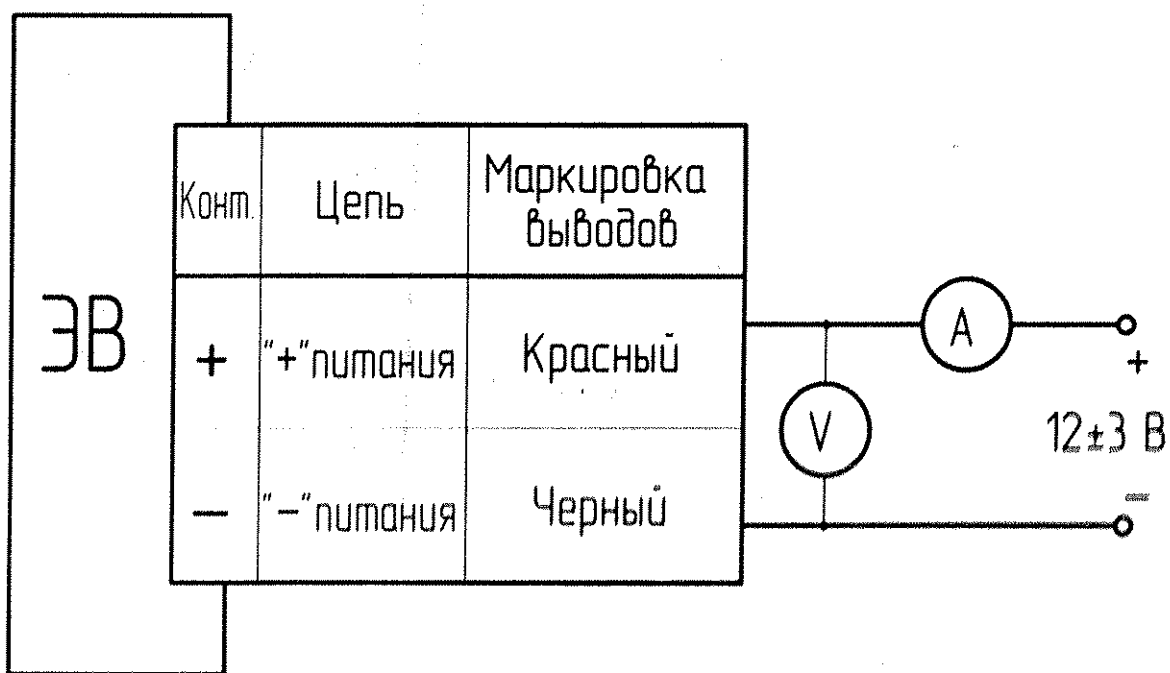 Конт.
Цепь
Маркировка
выводов
ЭВ
+
"+"питания
Красный
−
"−"питания
Черный
A
V
+
12±3 В
−